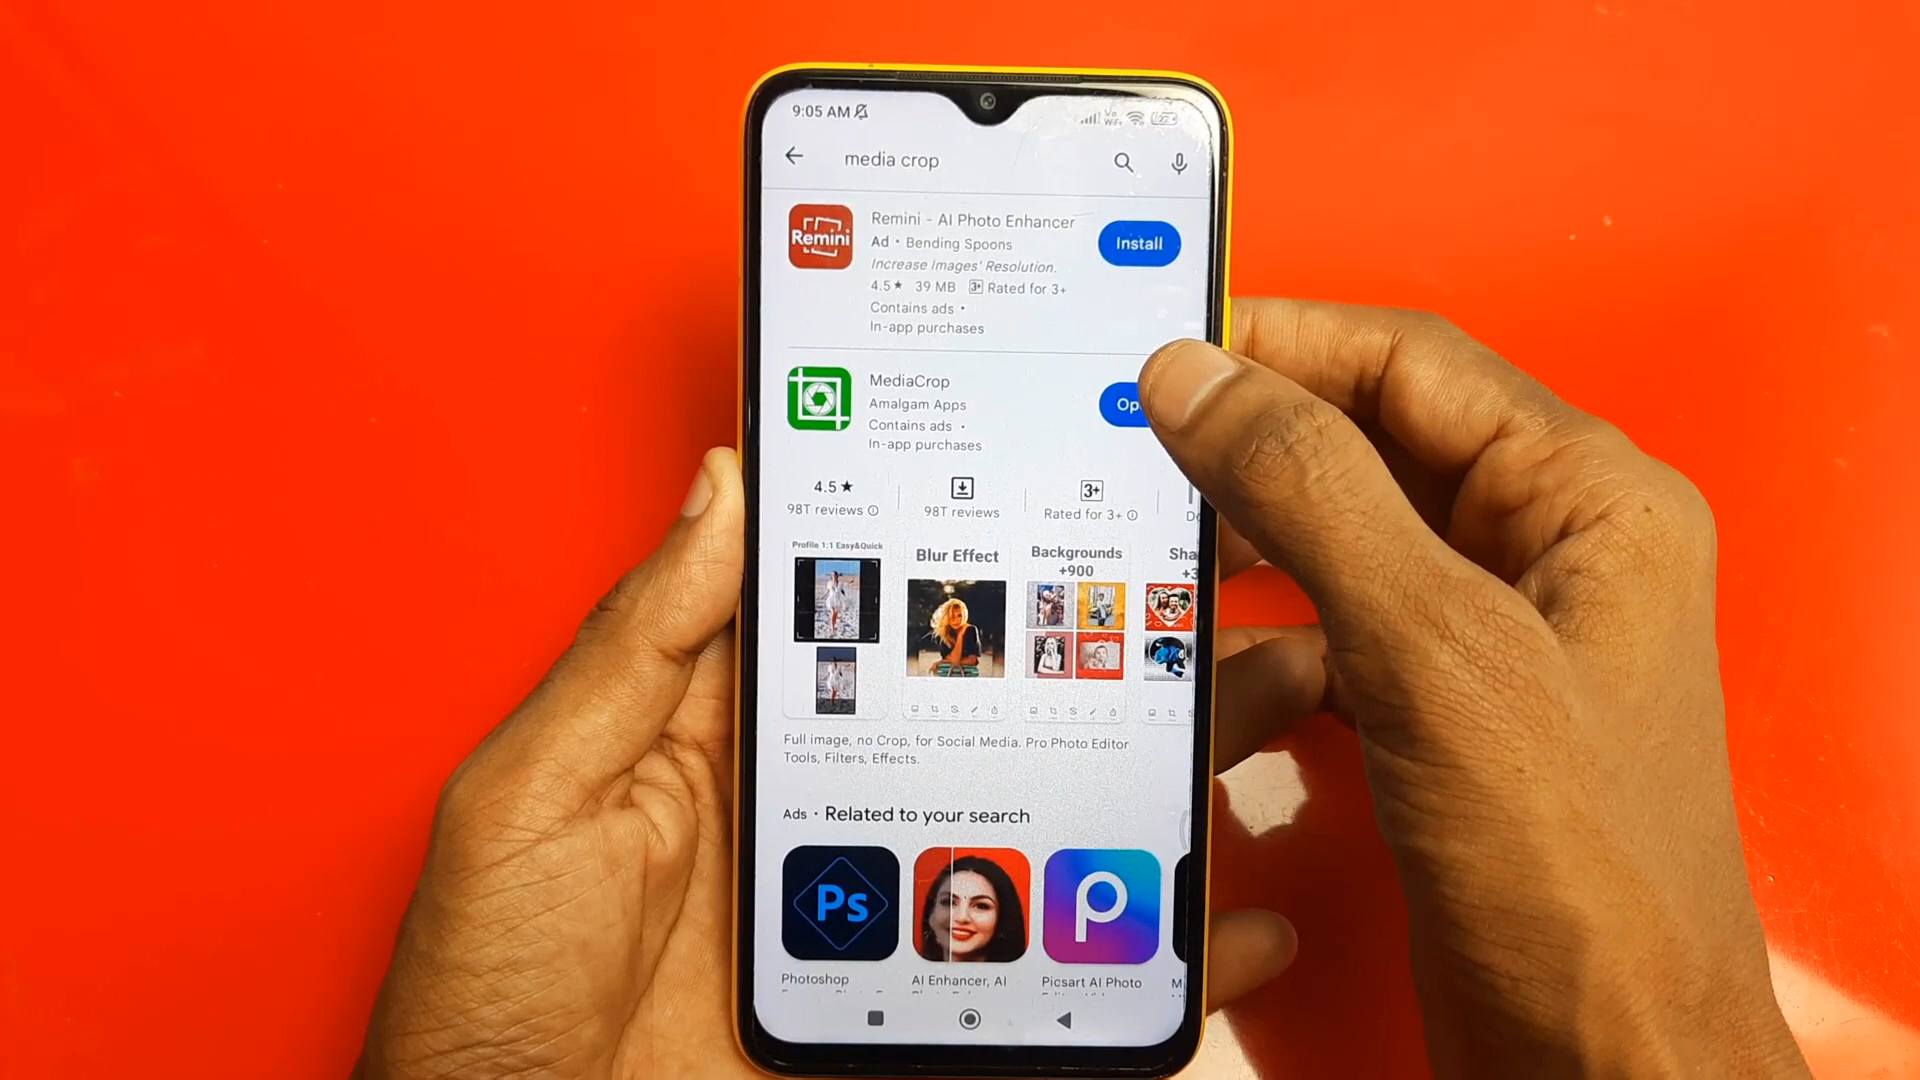 9:05 AM
Vo
WiFi
media crop
Remini
Remini - AI Photo Enhancer
Ad • Bending Spoons
Increase Images' Resolution.
4.5★ 39 MB 3+ Rated for 3+
Contains ads •
In-app purchases
Install
MediaCrop
Amalgam Apps
Contains ads •
In-app purchases
Op
4.5 ★
98T reviews
98T reviews
3+
Rated for 3+
Profile 1:1 Easy&Quick
Blur Effect
Backgrounds
+900
Sha
+3
Full image, no Crop, for Social Media. Pro Photo Editor
Tools, Filters, Effects.
Ads • Related to your search
Ps
Photoshop
AI Enhancer, AI
Picsart AI Photo